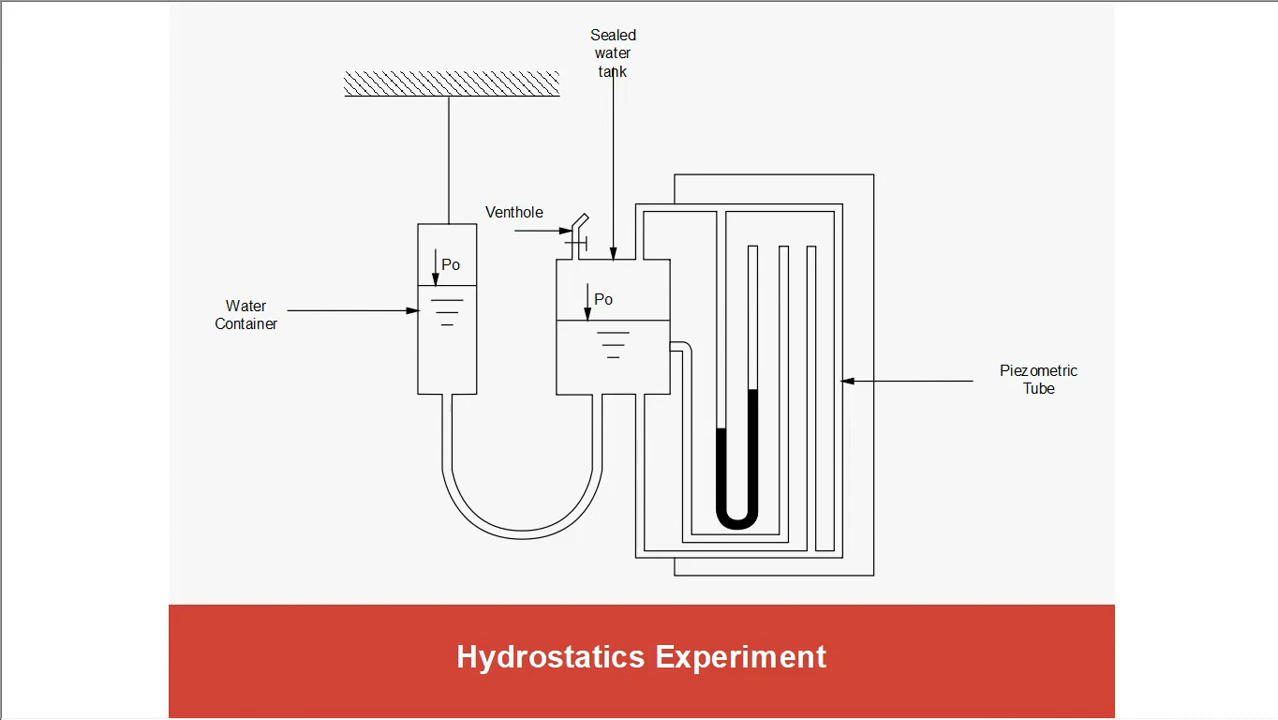 Sealed
water
tank
Venthole
Po
Po
Water
Container
Piezometric
Tube
Hydrostatics Experiment